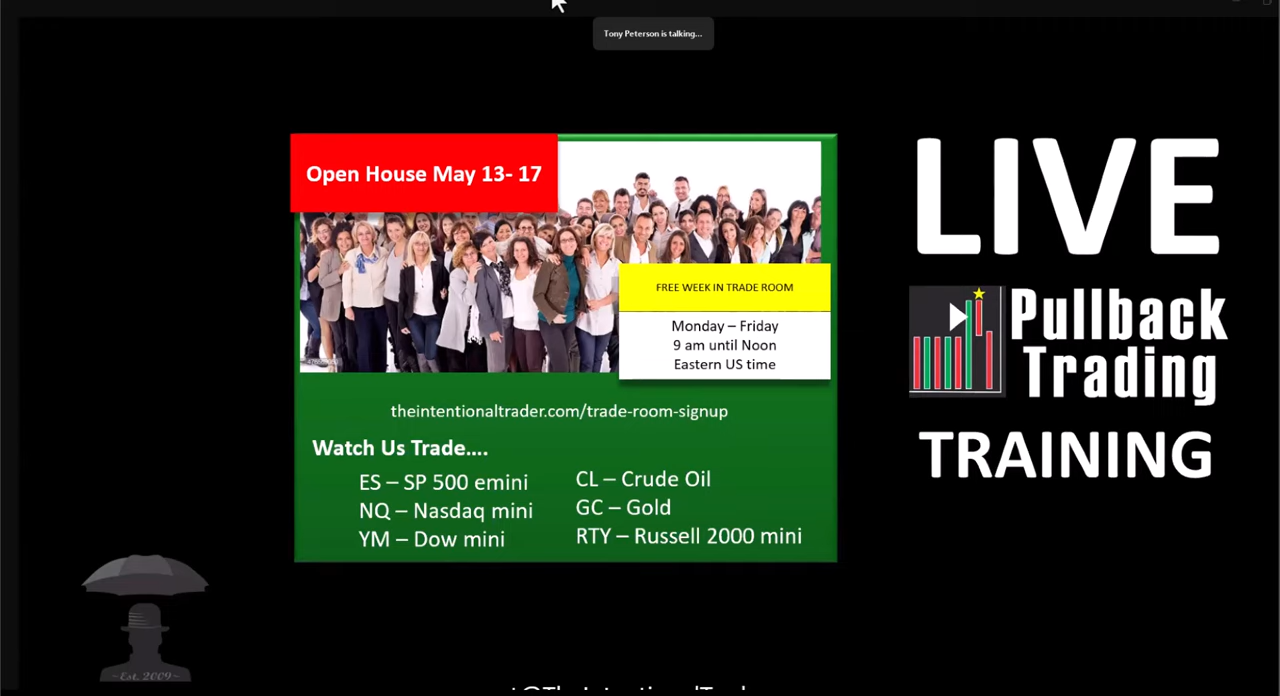 Tony Peterson is talking...
Open House May 13- 17
FREE WEEK IN TRADE ROOM
Monday – Friday
9 am until Noon
Eastern US time
theintentionaltrader.com/trade-room-signup
Watch Us Trade....
ES – SP 500 emini
NQ – Nasdaq mini
YM – Dow mini
CL – Crude Oil
GC – Gold
RTY – Russell 2000 mini
LIVE
Pullback
Trading
TRAINING
~Est. 2009~